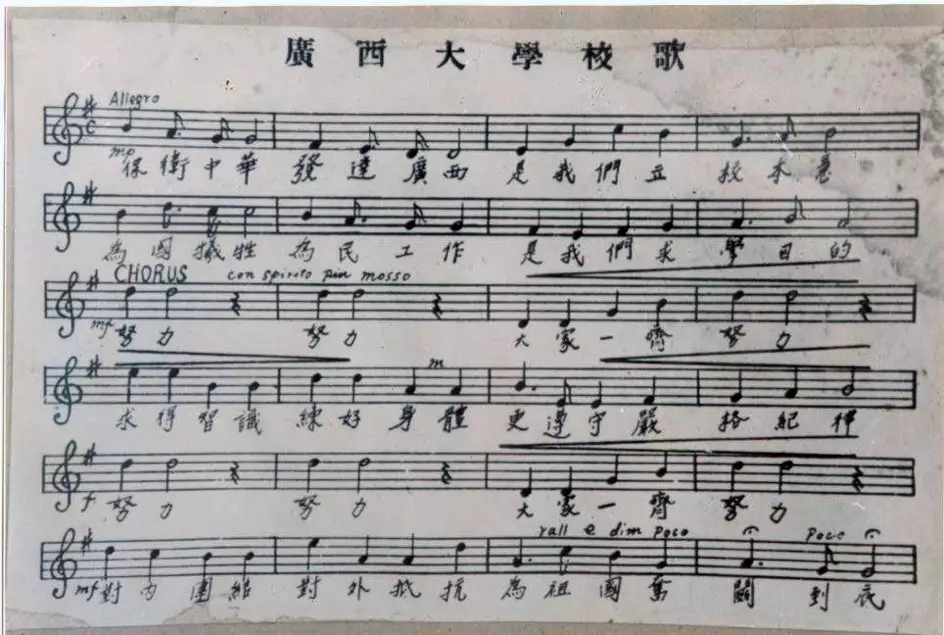 廣西大學校歌
Allegro
C
mp
保衛中華 發達廣西 是我們立 校本意
為國犧牲 為民工作 是我們求 學目的
CHORUS con spirito piu mosso
mf
努力 努力 大家一齊 努力
m
求得智識 練好身體 更遵守嚴 格紀律
f
努力 努力 大家一齊 努力
rall e dim poco poco
mf
對內團結 對外抵抗 為祖國奮 鬬到底